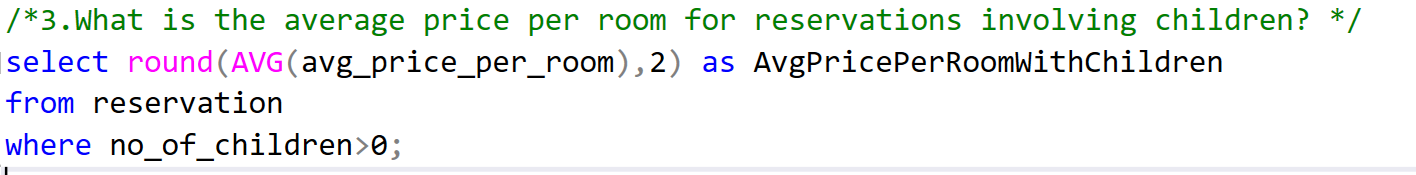 /*3.What is the average price per room for reservations involving children? */
select round(AVG(avg_price_per_room),2) as AvgPricePerRoomWithChildren
from reservation
where no_of_children>0;